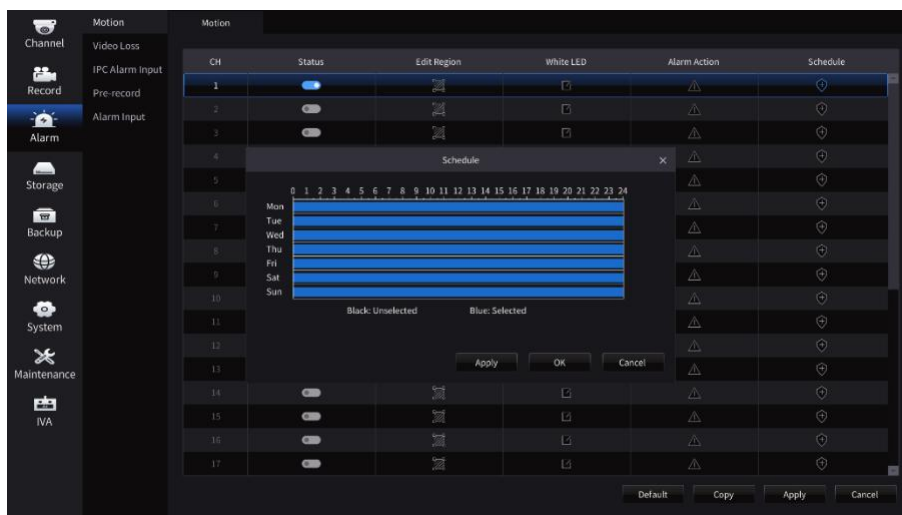 Channel
Record
Alarm
Storage
Backup
Network
System
Maintenance
IVA
Motion
Video Loss
IPC Alarm Input
Pre-record
Alarm Input
Motion
CH Status Edit Region White LED Alarm Action Schedule
1
2
3
4
5
6
7
8
9
10
11
12
13
14
15
16
17
Schedule
0 1 2 3 4 5 6 7 8 9 10 11 12 13 14 15 16 17 18 19 20 21 22 23 24
Mon
Tue
Wed
Thu
Fri
Sat
Sun
Black: Unselected Blue: Selected
Apply OK Cancel
Default Copy Apply Cancel